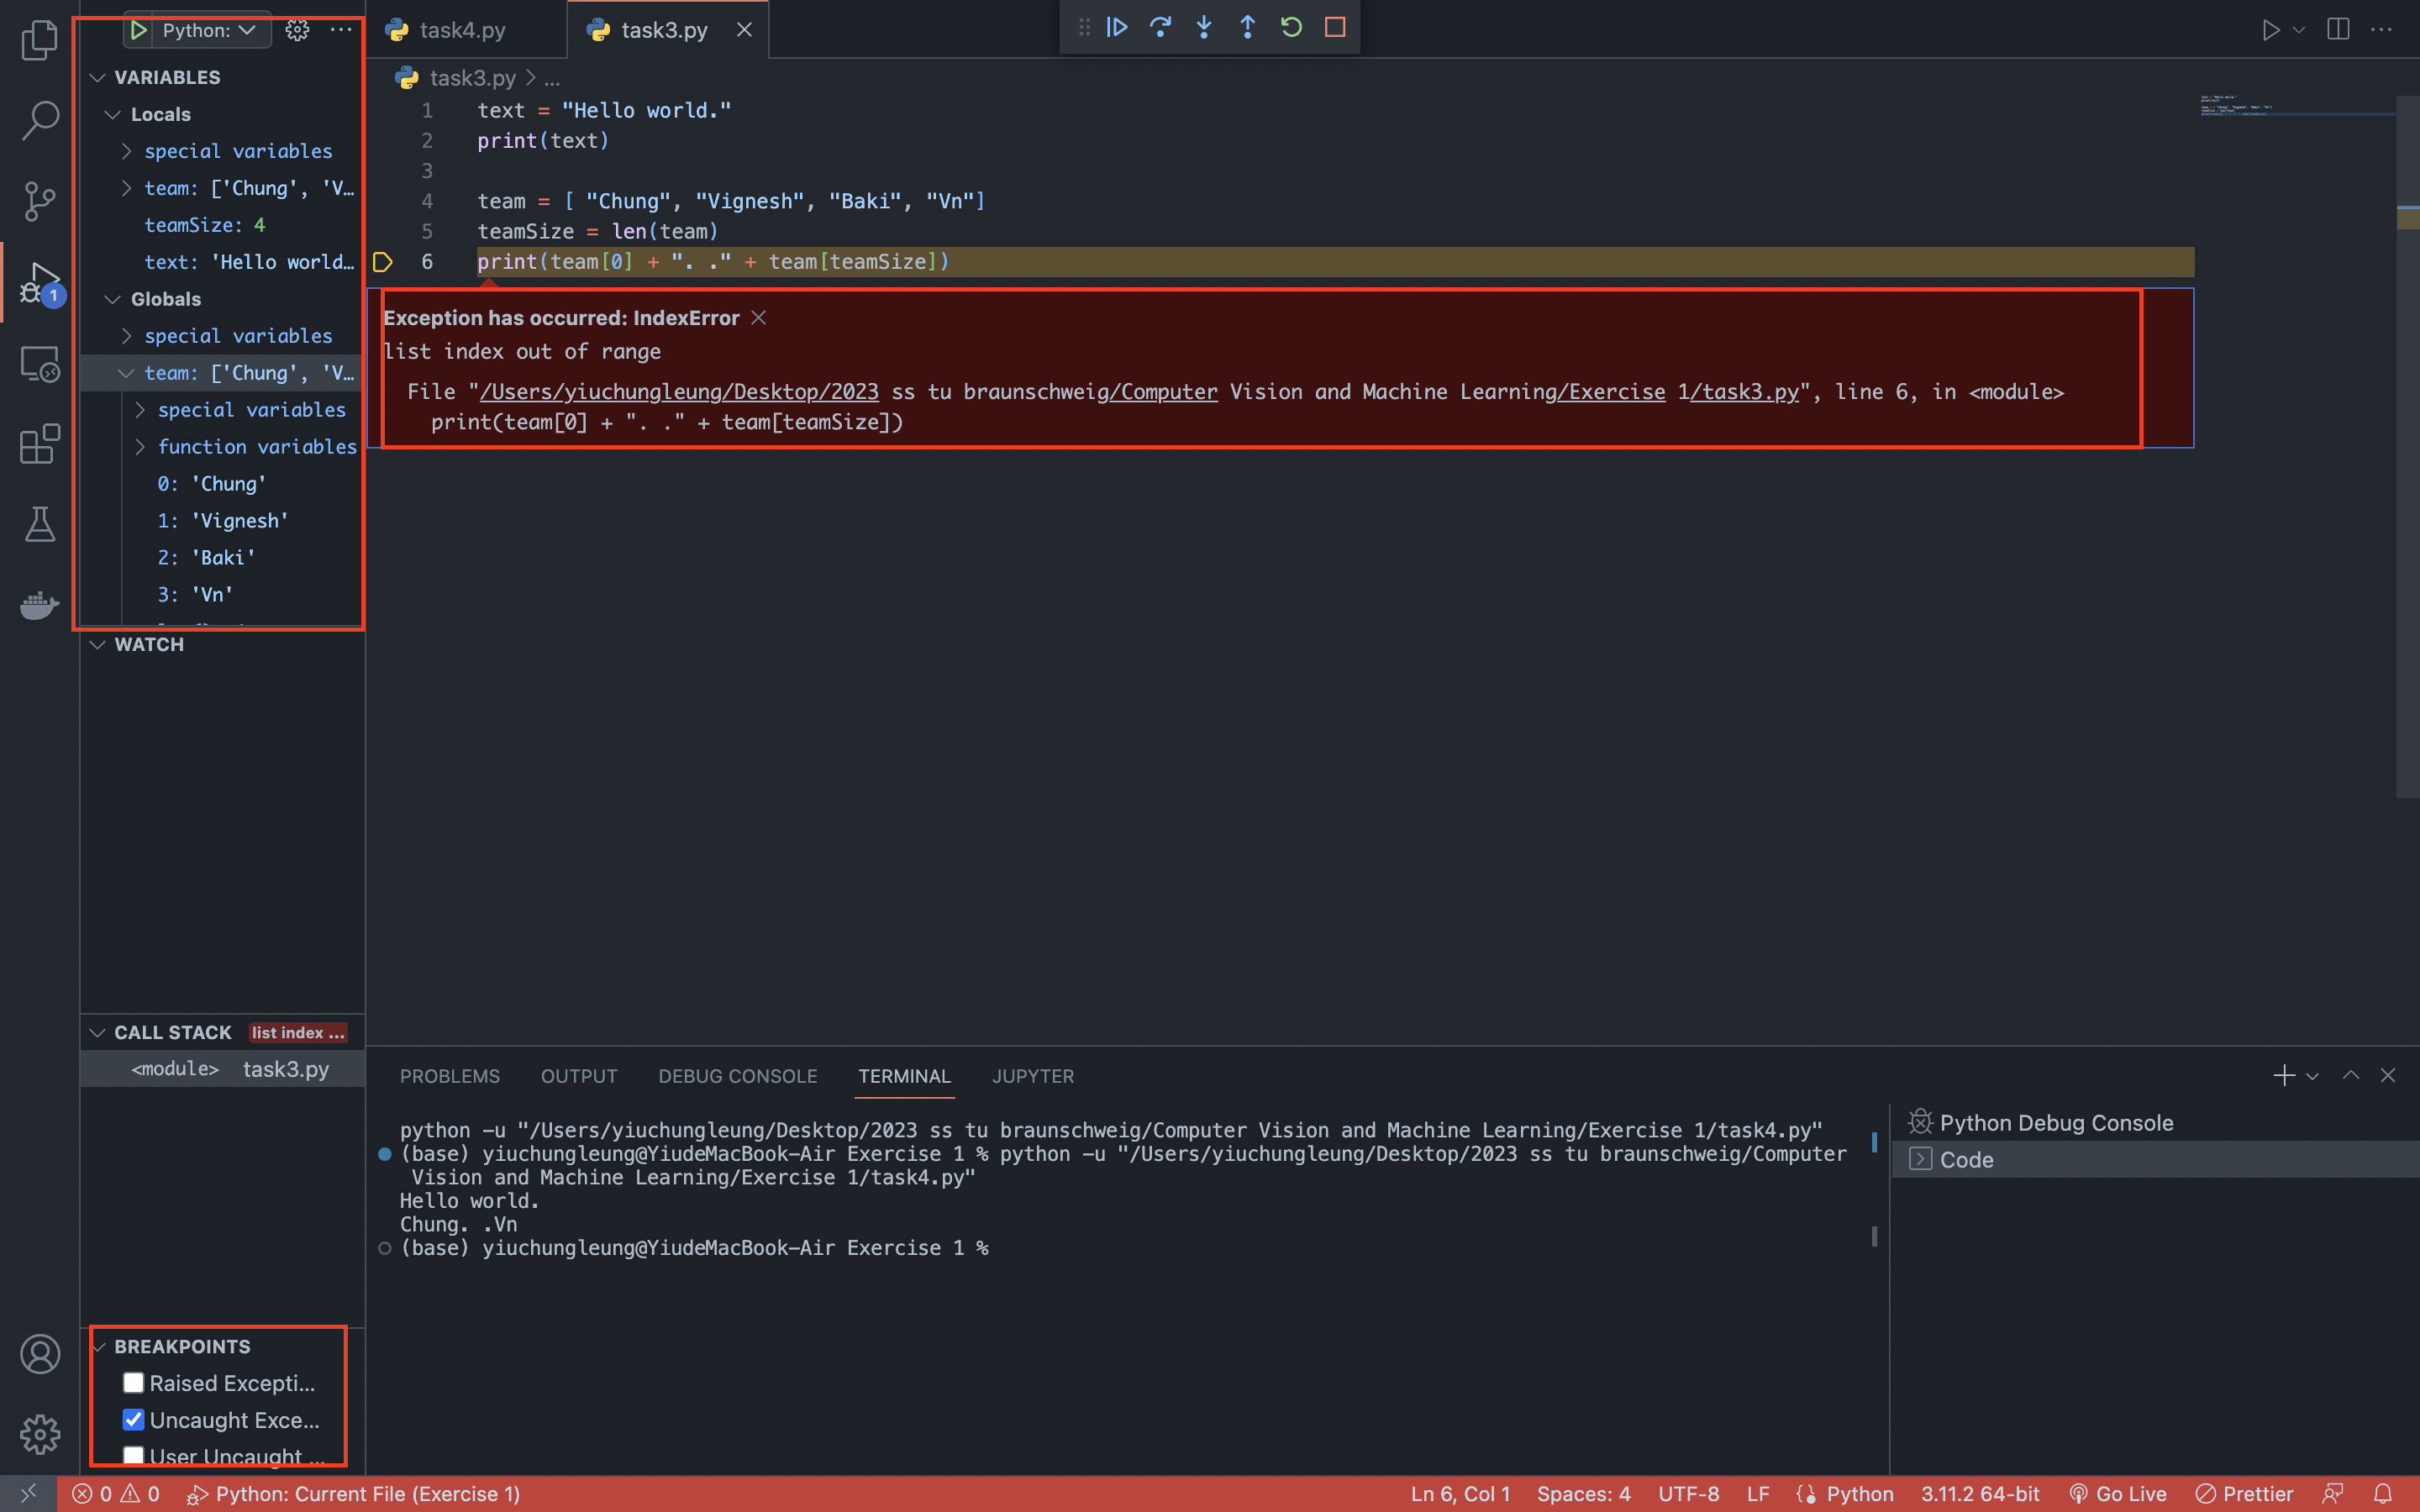 Python:
VARIABLES
Locals
special variables
team: ['Chung', 'V...
teamSize: 4
text: 'Hello world...
Globals
special variables
team: ['Chung', 'V...
special variables
function variables
0: 'Chung'
1: 'Vignesh'
2: 'Baki'
3: 'Vn'
WATCH
CALL STACK list index ...
<module> task3.py
BREAKPOINTS
Raised Excepti...
Uncaught Exce...
User Uncaught ...
1
task4.py
task3.py
task3.py > ...
1 text = "Hello world."
2 print(text)
3
4 team = [ "Chung", "Vignesh", "Baki", "Vn"]
5 teamSize = len(team)
6 print(team[0] + ". ." + team[teamSize])
Exception has occurred: IndexError
list index out of range
File "/Users/yiuchungleung/Desktop/2023 ss tu braunschweig/Computer Vision and Machine Learning/Exercise 1/task3.py", line 6, in <module>
print(team[0] + ". ." + team[teamSize])
PROBLEMS OUTPUT DEBUG CONSOLE TERMINAL JUPYTER
python -u "/Users/yiuchungleung/Desktop/2023 ss tu braunschweig/Computer Vision and Machine Learning/Exercise 1/task4.py"
(base) yiuchungleung@YiudeMacBook-Air Exercise 1 % python -u "/Users/yiuchungleung/Desktop/2023 ss tu braunschweig/Computer
Vision and Machine Learning/Exercise 1/task4.py"
Hello world.
Chung. .Vn
(base) yiuchungleung@YiudeMacBook-Air Exercise 1 %
Python Debug Console
Code
0 0 Python: Current File (Exercise 1)
Ln 6, Col 1 Spaces: 4 UTF-8 LF Python 3.11.2 64-bit Go Live Prettier